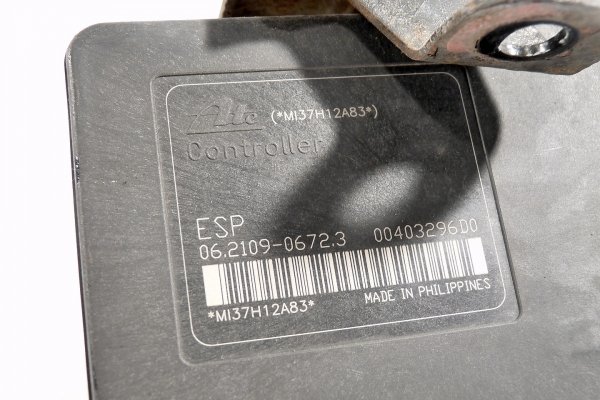 Ate (*MI37H12A83*)
Controller
ESP
06.2109-0672.3 00403296D0
*MI37H12A83*
MADE IN PHILIPPINES